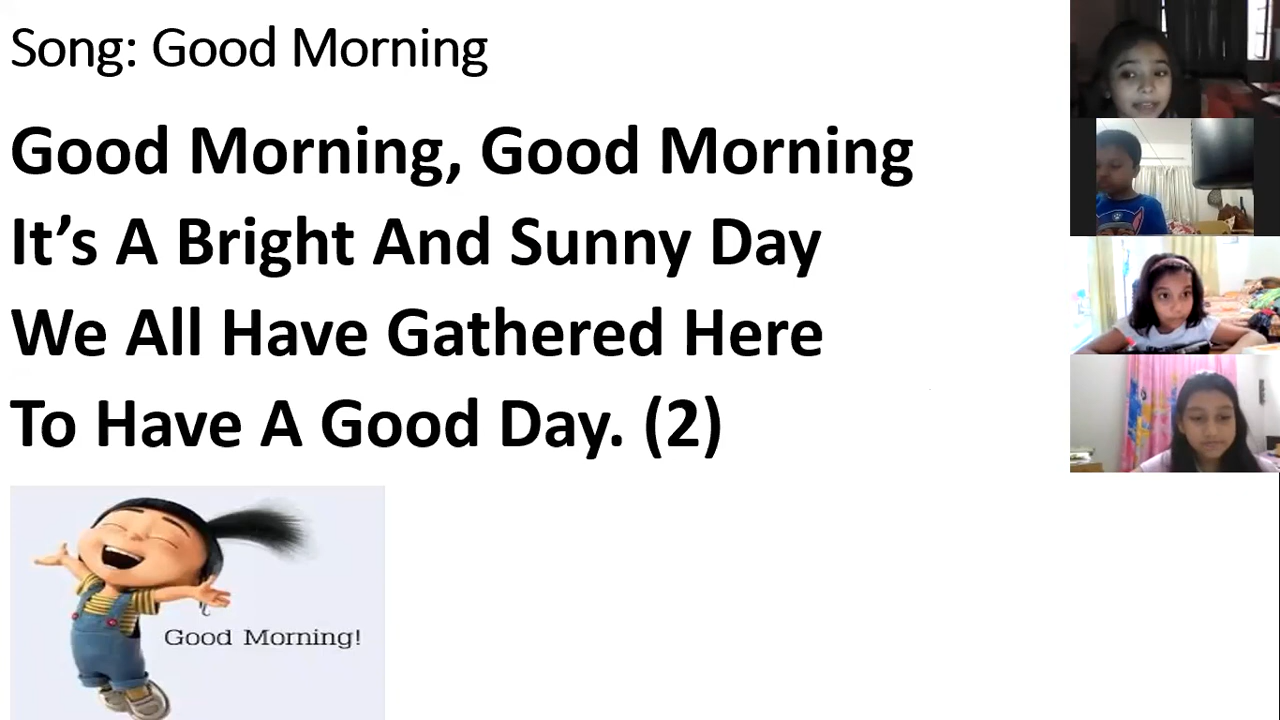 Song: Good Morning
Good Morning, Good Morning
It’s A Bright And Sunny Day
We All Have Gathered Here
To Have A Good Day. (2)
Good Morning!